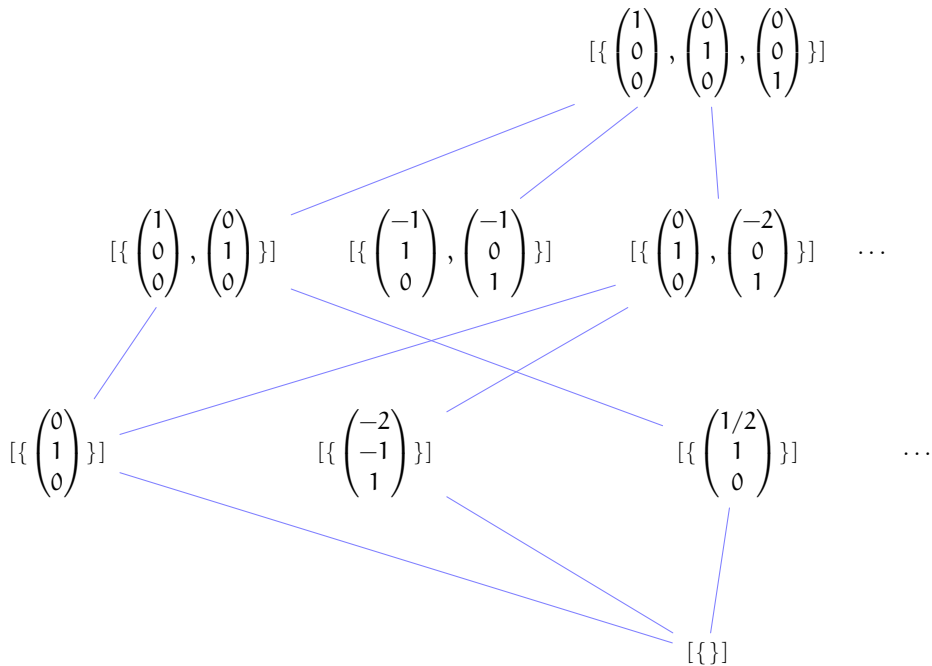 [{ (1 0 0) , (0 1 0) , (0 0 1) }]
[{ (1 0 0) , (0 1 0) }] [{ (−1 1 0) , (−1 0 1) }] [{ (0 1 0) , (−2 0 1) }] ···
[{ (0 1 0) }] [{ (−2 −1 1) }] [{ (1/2 1 0) }] ···
[{ }]